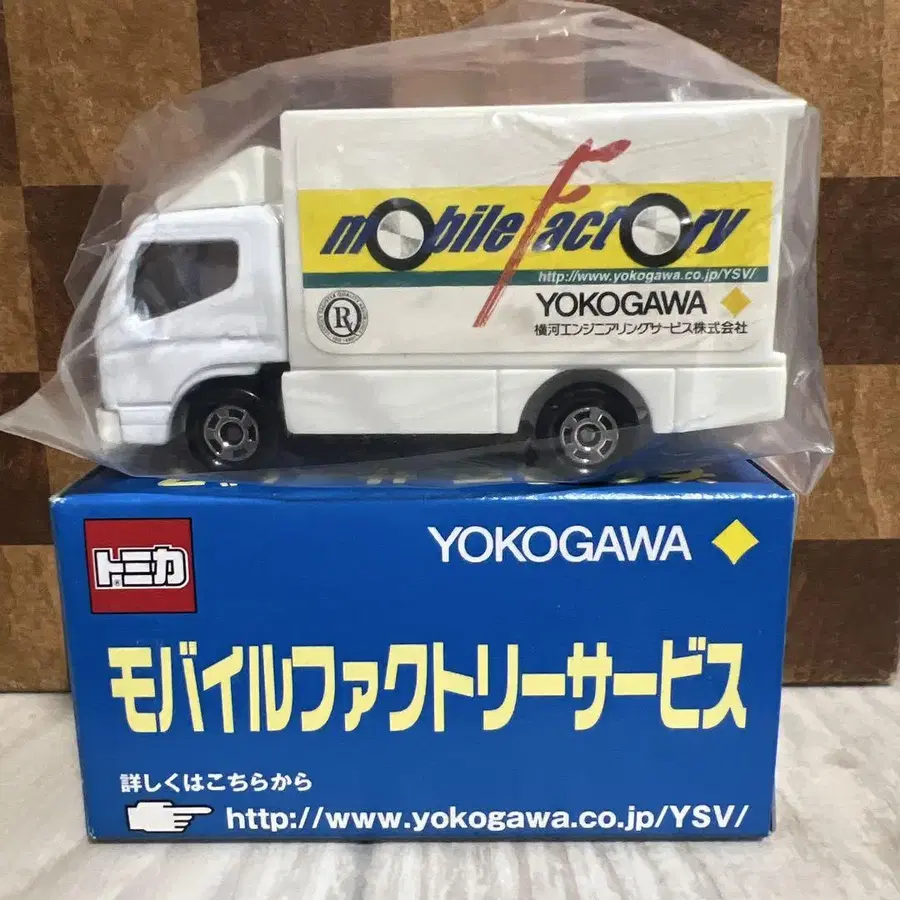 mobileFactory
http://www.yokogawa.co.jp/YSV/
YOKOGAWA
横河エンジニアリングサービス株式会社
R
トミカ
YOKOGAWA
モバイルファクトリーサービス
詳しくはこちらから
http://www.yokogawa.co.jp/YSV/